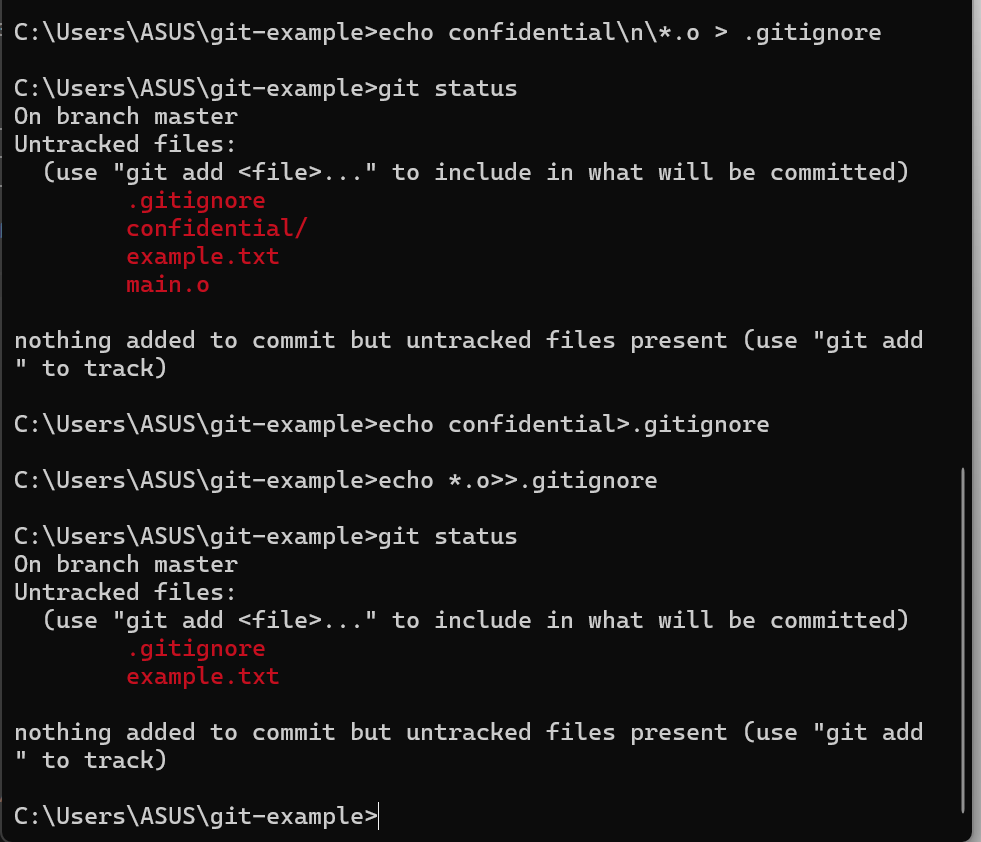 C:\Users\ASUS\git-example>echo confidential\n\*.o > .gitignore
C:\Users\ASUS\git-example>git status
On branch master
Untracked files:
  (use "git add <file>..." to include in what will be committed)
        .gitignore
        confidential/
        example.txt
        main.o
nothing added to commit but untracked files present (use "git add
" to track)
C:\Users\ASUS\git-example>echo confidential>.gitignore
C:\Users\ASUS\git-example>echo *.o>>.gitignore
C:\Users\ASUS\git-example>git status
On branch master
Untracked files:
  (use "git add <file>..." to include in what will be committed)
        .gitignore
        example.txt
nothing added to commit but untracked files present (use "git add
" to track)
C:\Users\ASUS\git-example>